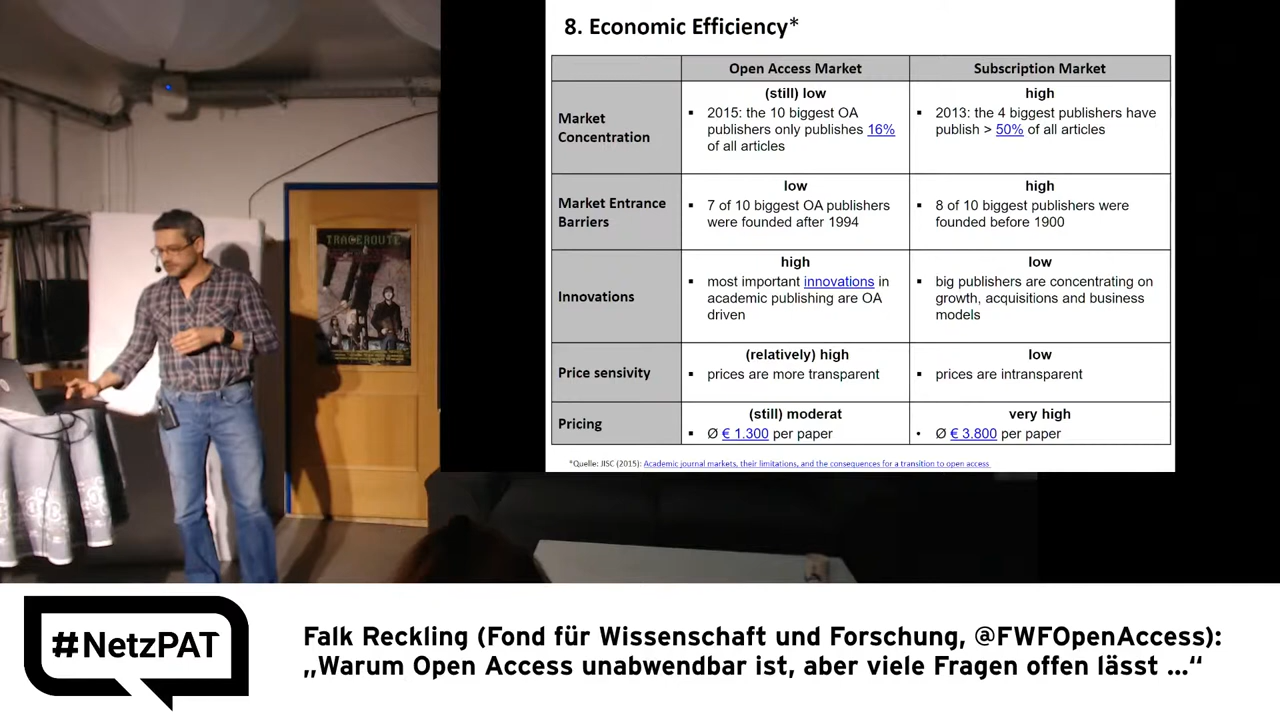 8. Economic Efficiency*
Open Access Market
Subscription Market
Market
Concentration
(still) low
▪ 2015: the 10 biggest OA
publishers only publishes 16%
of all articles
high
▪ 2013: the 4 biggest publishers have
publish > 50% of all articles
Market Entrance
Barriers
low
▪ 7 of 10 biggest OA publishers
were founded after 1994
high
▪ 8 of 10 biggest publishers were
founded before 1900
Innovations
high
▪ most important innovations in
academic publishing are OA
driven
low
▪ big publishers are concentrating on
growth, acquisitions and business
models
Price sensivity
(relatively) high
▪ prices are more transparent
low
▪ prices are intransparent
Pricing
(still) moderat
▪ Ø € 1.300 per paper
very high
• Ø € 3.800 per paper
*Quelle: JISC (2015): Academic journal markets, their limitations, and the consequences for a transition to open access
TRACEROUTE
#NetzPAT
Falk Reckling (Fond für Wissenschaft und Forschung, @FWFOpenAccess):
„Warum Open Access unabwendbar ist, aber viele Fragen offen lässt ...“